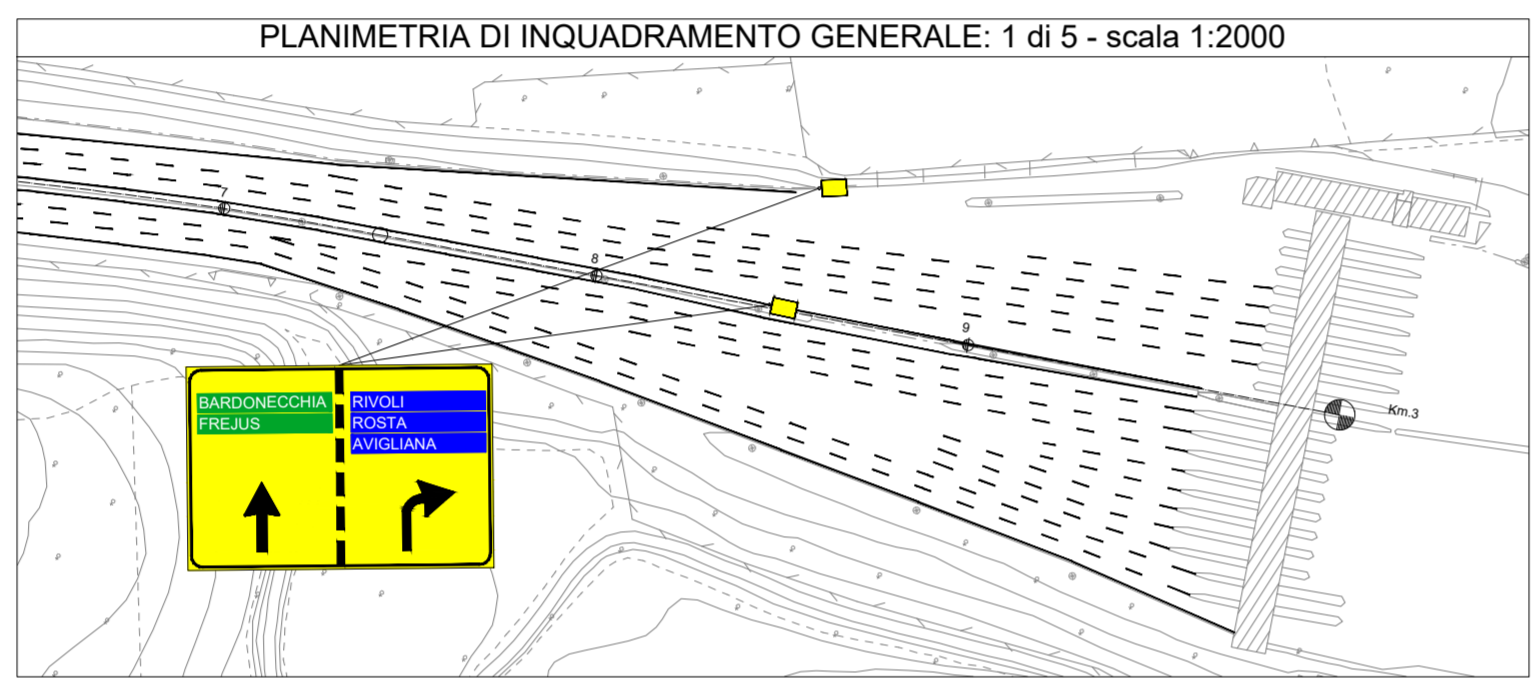 PLANIMETRIA DI INQUADRAMENTO GENERALE: 1 di 5 - scala 1:2000
7
8
9
Km.3
BARDONECCHIA
FREJUS
RIVOLI
ROSTA
AVIGLIANA